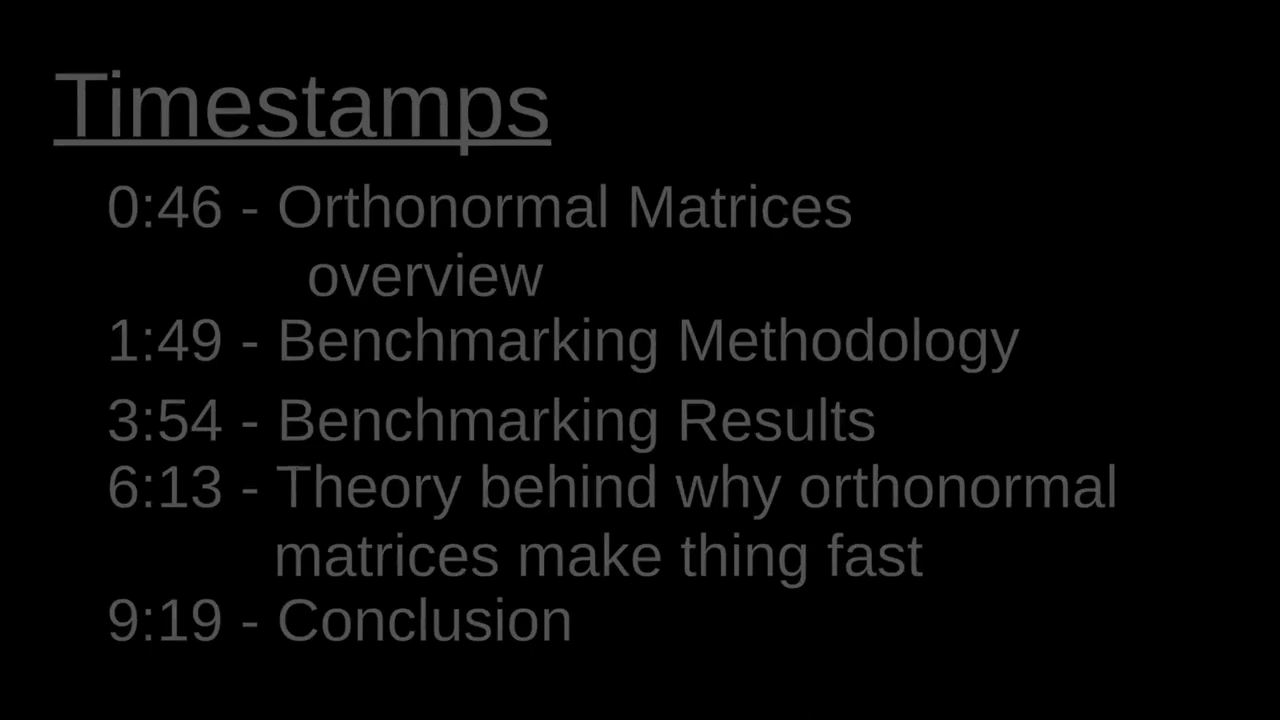 Timestamps
0:46 - Orthonormal Matrices
overview
1:49 - Benchmarking Methodology
3:54 - Benchmarking Results
6:13 - Theory behind why orthonormal
matrices make thing fast
9:19 - Conclusion